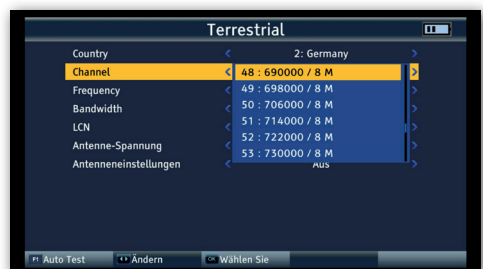 Terrestrial
Country 2: Germany
Channel 48 : 690000 / 8 M
Frequency 49 : 698000 / 8 M
50 : 706000 / 8 M
Bandwidth
51 : 714000 / 8 M
LCN
52 : 722000 / 8 M
Antenne-Spannung
53 : 730000 / 8 M
Antenneneinstellungen Aus
F1 Auto Test Ändern OK Wählen Sie